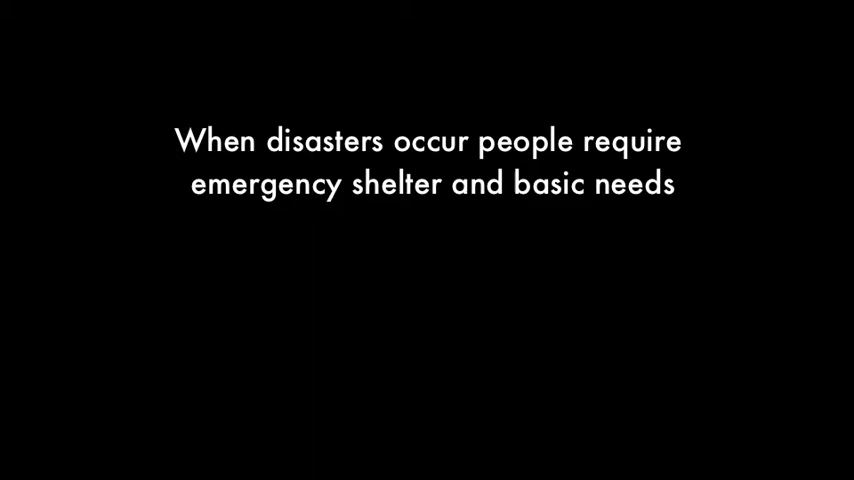 When disasters occur people require
emergency shelter and basic needs